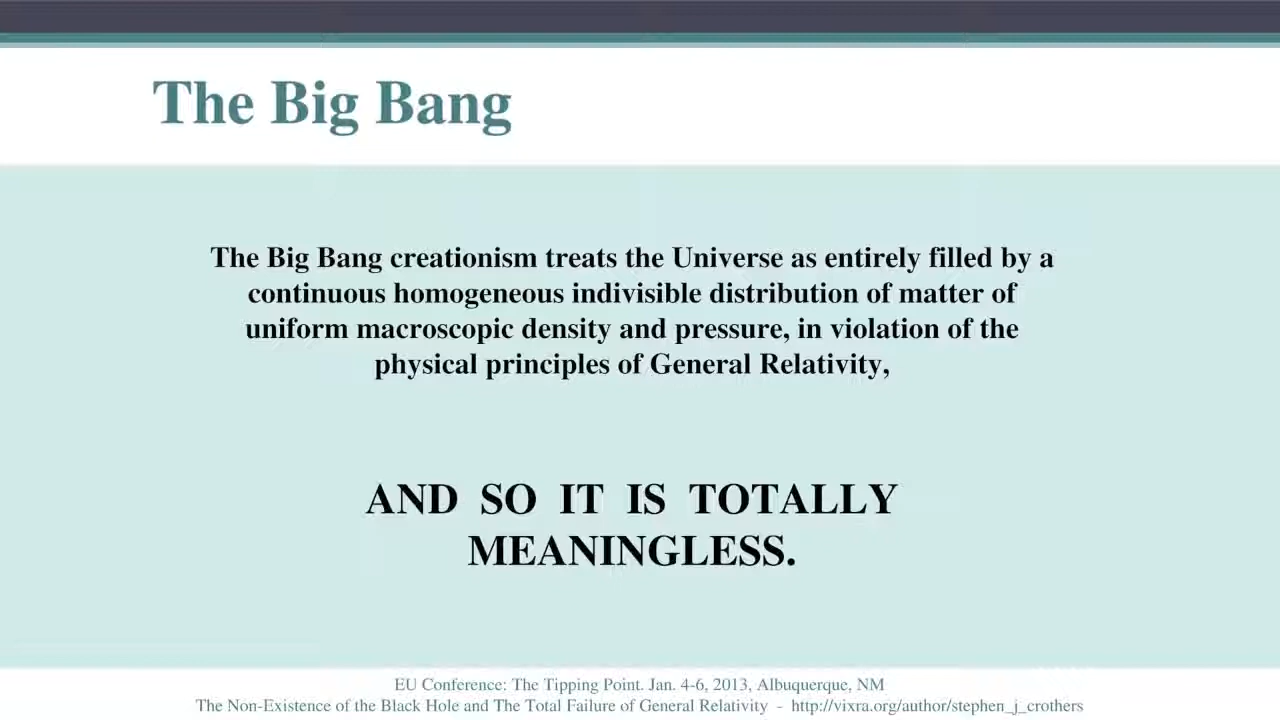 The Big Bang
The Big Bang creationism treats the Universe as entirely filled by a
continuous homogeneous indivisible distribution of matter of
uniform macroscopic density and pressure, in violation of the
physical principles of General Relativity,
AND SO IT IS TOTALLY
MEANINGLESS.
EU Conference: The Tipping Point. Jan. 4-6, 2013, Albuquerque, NM
The Non-Existence of the Black Hole and The Total Failure of General Relativity - http://vixra.org/author/stephen_j_crothers